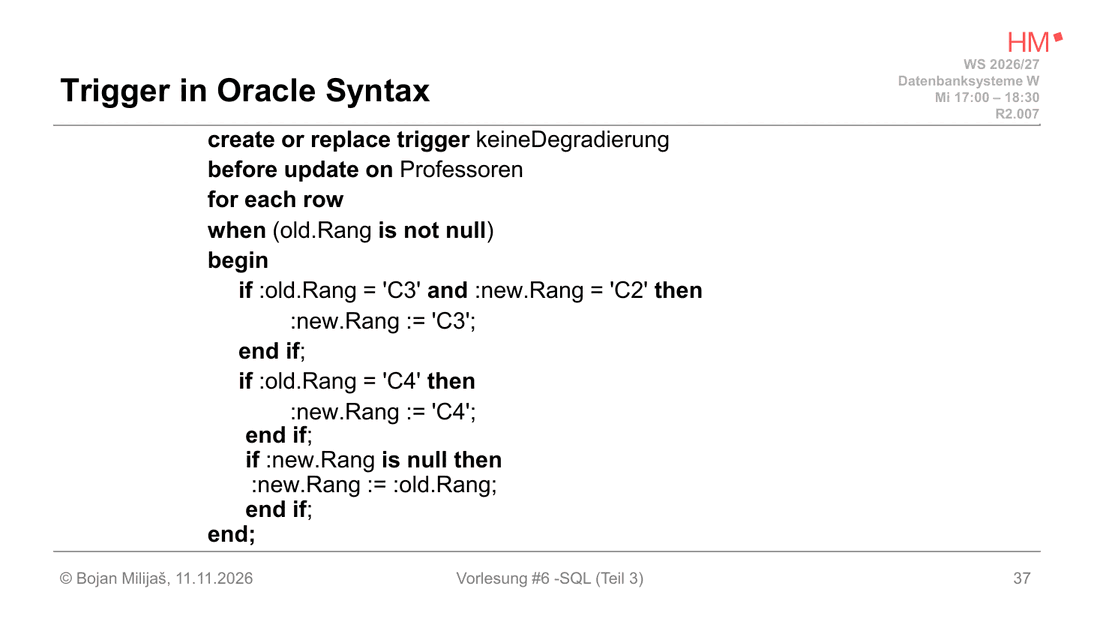 HM
WS 2026/27
Datenbanksysteme W
Mi 17:00 – 18:30
R2.007
Trigger in Oracle Syntax
create or replace trigger keineDegradierung
before update on Professoren
for each row
when (old.Rang is not null)
begin
if :old.Rang = 'C3' and :new.Rang = 'C2' then
:new.Rang := 'C3';
end if;
if :old.Rang = 'C4' then
:new.Rang := 'C4';
end if;
if :new.Rang is null then
:new.Rang := :old.Rang;
end if;
end;
© Bojan Milijaš, 11.11.2026
Vorlesung #6 -SQL (Teil 3)
37